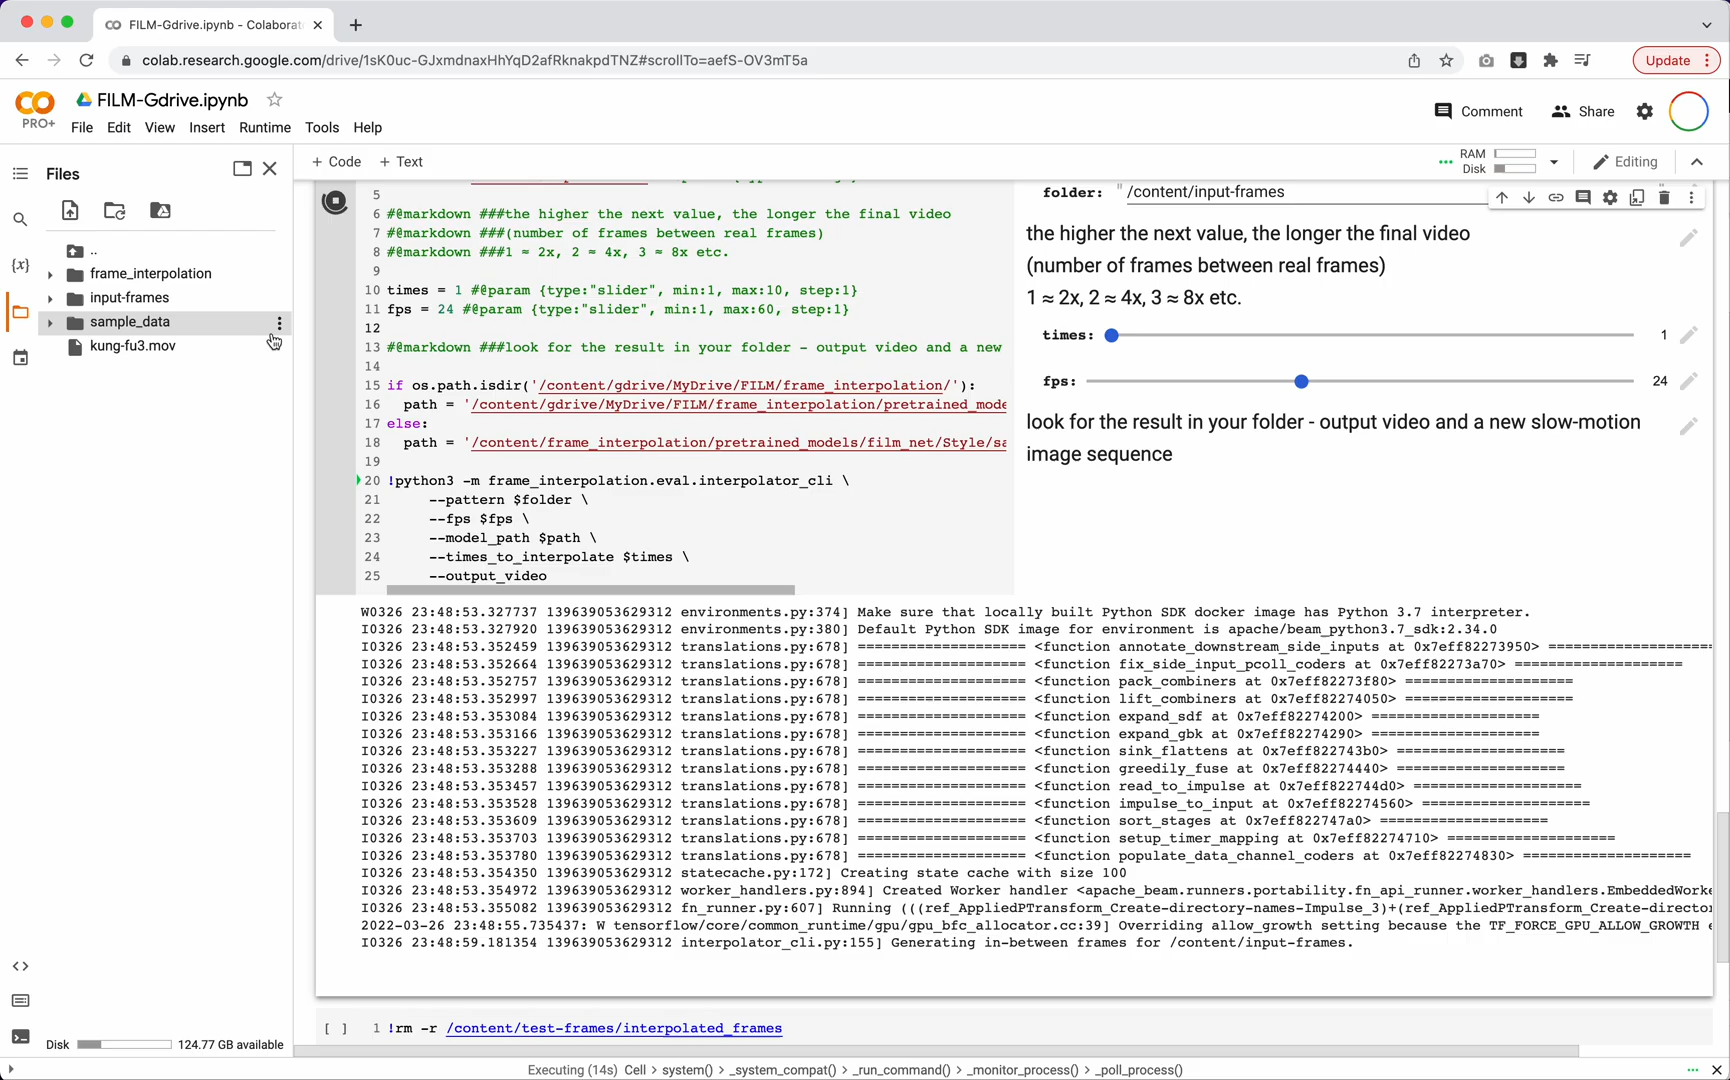 FILM-Gdrive.ipynb - Colaborat
colab.research.google.com/drive/1sK0uc-GJxmdnaxHhYqD2afRknakpdTNZ#scrollTo=aefS-OV3mT5a
Update
PRO+
FILM-Gdrive.ipynb
File Edit View Insert Runtime Tools Help
Comment
Share
Files
+ Code + Text
RAM
Disk
Editing
..
frame_interpolation
input-frames
sample_data
kung-fu3.mov
5
6 #@markdown ###the higher the next value, the longer the final video
7 #@markdown ###(number of frames between real frames)
8 #@markdown ###1 ≈ 2x, 2 ≈ 4x, 3 ≈ 8x etc.
9
10 times = 1 #@param {type:"slider", min:1, max:10, step:1}
11 fps = 24 #@param {type:"slider", min:1, max:60, step:1}
12
13 #@markdown ###look for the result in your folder - output video and a new
14
15 if os.path.isdir('/content/gdrive/MyDrive/FILM/frame_interpolation/'):
16 path = '/content/gdrive/MyDrive/FILM/frame_interpolation/pretrained_mode
17 else:
18 path = '/content/frame_interpolation/pretrained_models/film_net/Style/sa
19
20 !python3 -m frame_interpolation.eval.interpolator_cli \
21 --pattern $folder \
22 --fps $fps \
23 --model_path $path \
24 --times_to_interpolate $times \
25 --output_video
folder: " /content/input-frames
the higher the next value, the longer the final video
(number of frames between real frames)
1 ≈ 2x, 2 ≈ 4x, 3 ≈ 8x etc.
times: 1
fps: 24
look for the result in your folder - output video and a new slow-motion
image sequence
W0326 23:48:53.327737 139639053629312 environments.py:374] Make sure that locally built Python SDK docker image has Python 3.7 interpreter.
I0326 23:48:53.327920 139639053629312 environments.py:380] Default Python SDK image for environment is apache/beam_python3.7_sdk:2.34.0
I0326 23:48:53.352459 139639053629312 translations.py:678] ==================== <function annotate_downstream_side_inputs at 0x7eff82273950> ====================
I0326 23:48:53.352664 139639053629312 translations.py:678] ==================== <function fix_side_input_pcoll_coders at 0x7eff82273a70> ====================
I0326 23:48:53.352757 139639053629312 translations.py:678] ==================== <function pack_combiners at 0x7eff82273f80> ====================
I0326 23:48:53.352997 139639053629312 translations.py:678] ==================== <function lift_combiners at 0x7eff82274050> ====================
I0326 23:48:53.353084 139639053629312 translations.py:678] ==================== <function expand_sdf at 0x7eff82274200> ====================
I0326 23:48:53.353166 139639053629312 translations.py:678] ==================== <function expand_gbk at 0x7eff82274290> ====================
I0326 23:48:53.353227 139639053629312 translations.py:678] ==================== <function sink_flattens at 0x7eff822743b0> ====================
I0326 23:48:53.353288 139639053629312 translations.py:678] ==================== <function greedily_fuse at 0x7eff82274440> ====================
I0326 23:48:53.353457 139639053629312 translations.py:678] ==================== <function read_to_impulse at 0x7eff822744d0> ====================
I0326 23:48:53.353528 139639053629312 translations.py:678] ==================== <function impulse_to_input at 0x7eff82274560> ====================
I0326 23:48:53.353609 139639053629312 translations.py:678] ==================== <function sort_stages at 0x7eff822747a0> ====================
I0326 23:48:53.353703 139639053629312 translations.py:678] ==================== <function setup_timer_mapping at 0x7eff82274710> ====================
I0326 23:48:53.353780 139639053629312 translations.py:678] ==================== <function populate_data_channel_coders at 0x7eff82274830> ====================
I0326 23:48:53.354350 139639053629312 statecache.py:172] Creating state cache with size 100
I0326 23:48:53.354972 139639053629312 worker_handlers.py:894] Created Worker handler <apache_beam.runners.portability.fn_api_runner.worker_handlers.EmbeddedWorke
I0326 23:48:53.355082 139639053629312 fn_runner.py:607] Running (((ref_AppliedPTransform_Create-directory-names-Impulse_3)+(ref_AppliedPTransform_Create-director
2022-03-26 23:48:55.735437: W tensorflow/core/common_runtime/gpu/gpu_bfc_allocator.cc:39] Overriding allow_growth setting because the TF_FORCE_GPU_ALLOW_GROWTH e
I0326 23:48:59.181354 139639053629312 interpolator_cli.py:155] Generating in-between frames for /content/input-frames.
[ ] 1 !rm -r /content/test-frames/interpolated_frames
Disk 124.77 GB available
Executing (14s) Cell > system() > _system_compat() > _run_command() > _monitor_process() > _poll_process()